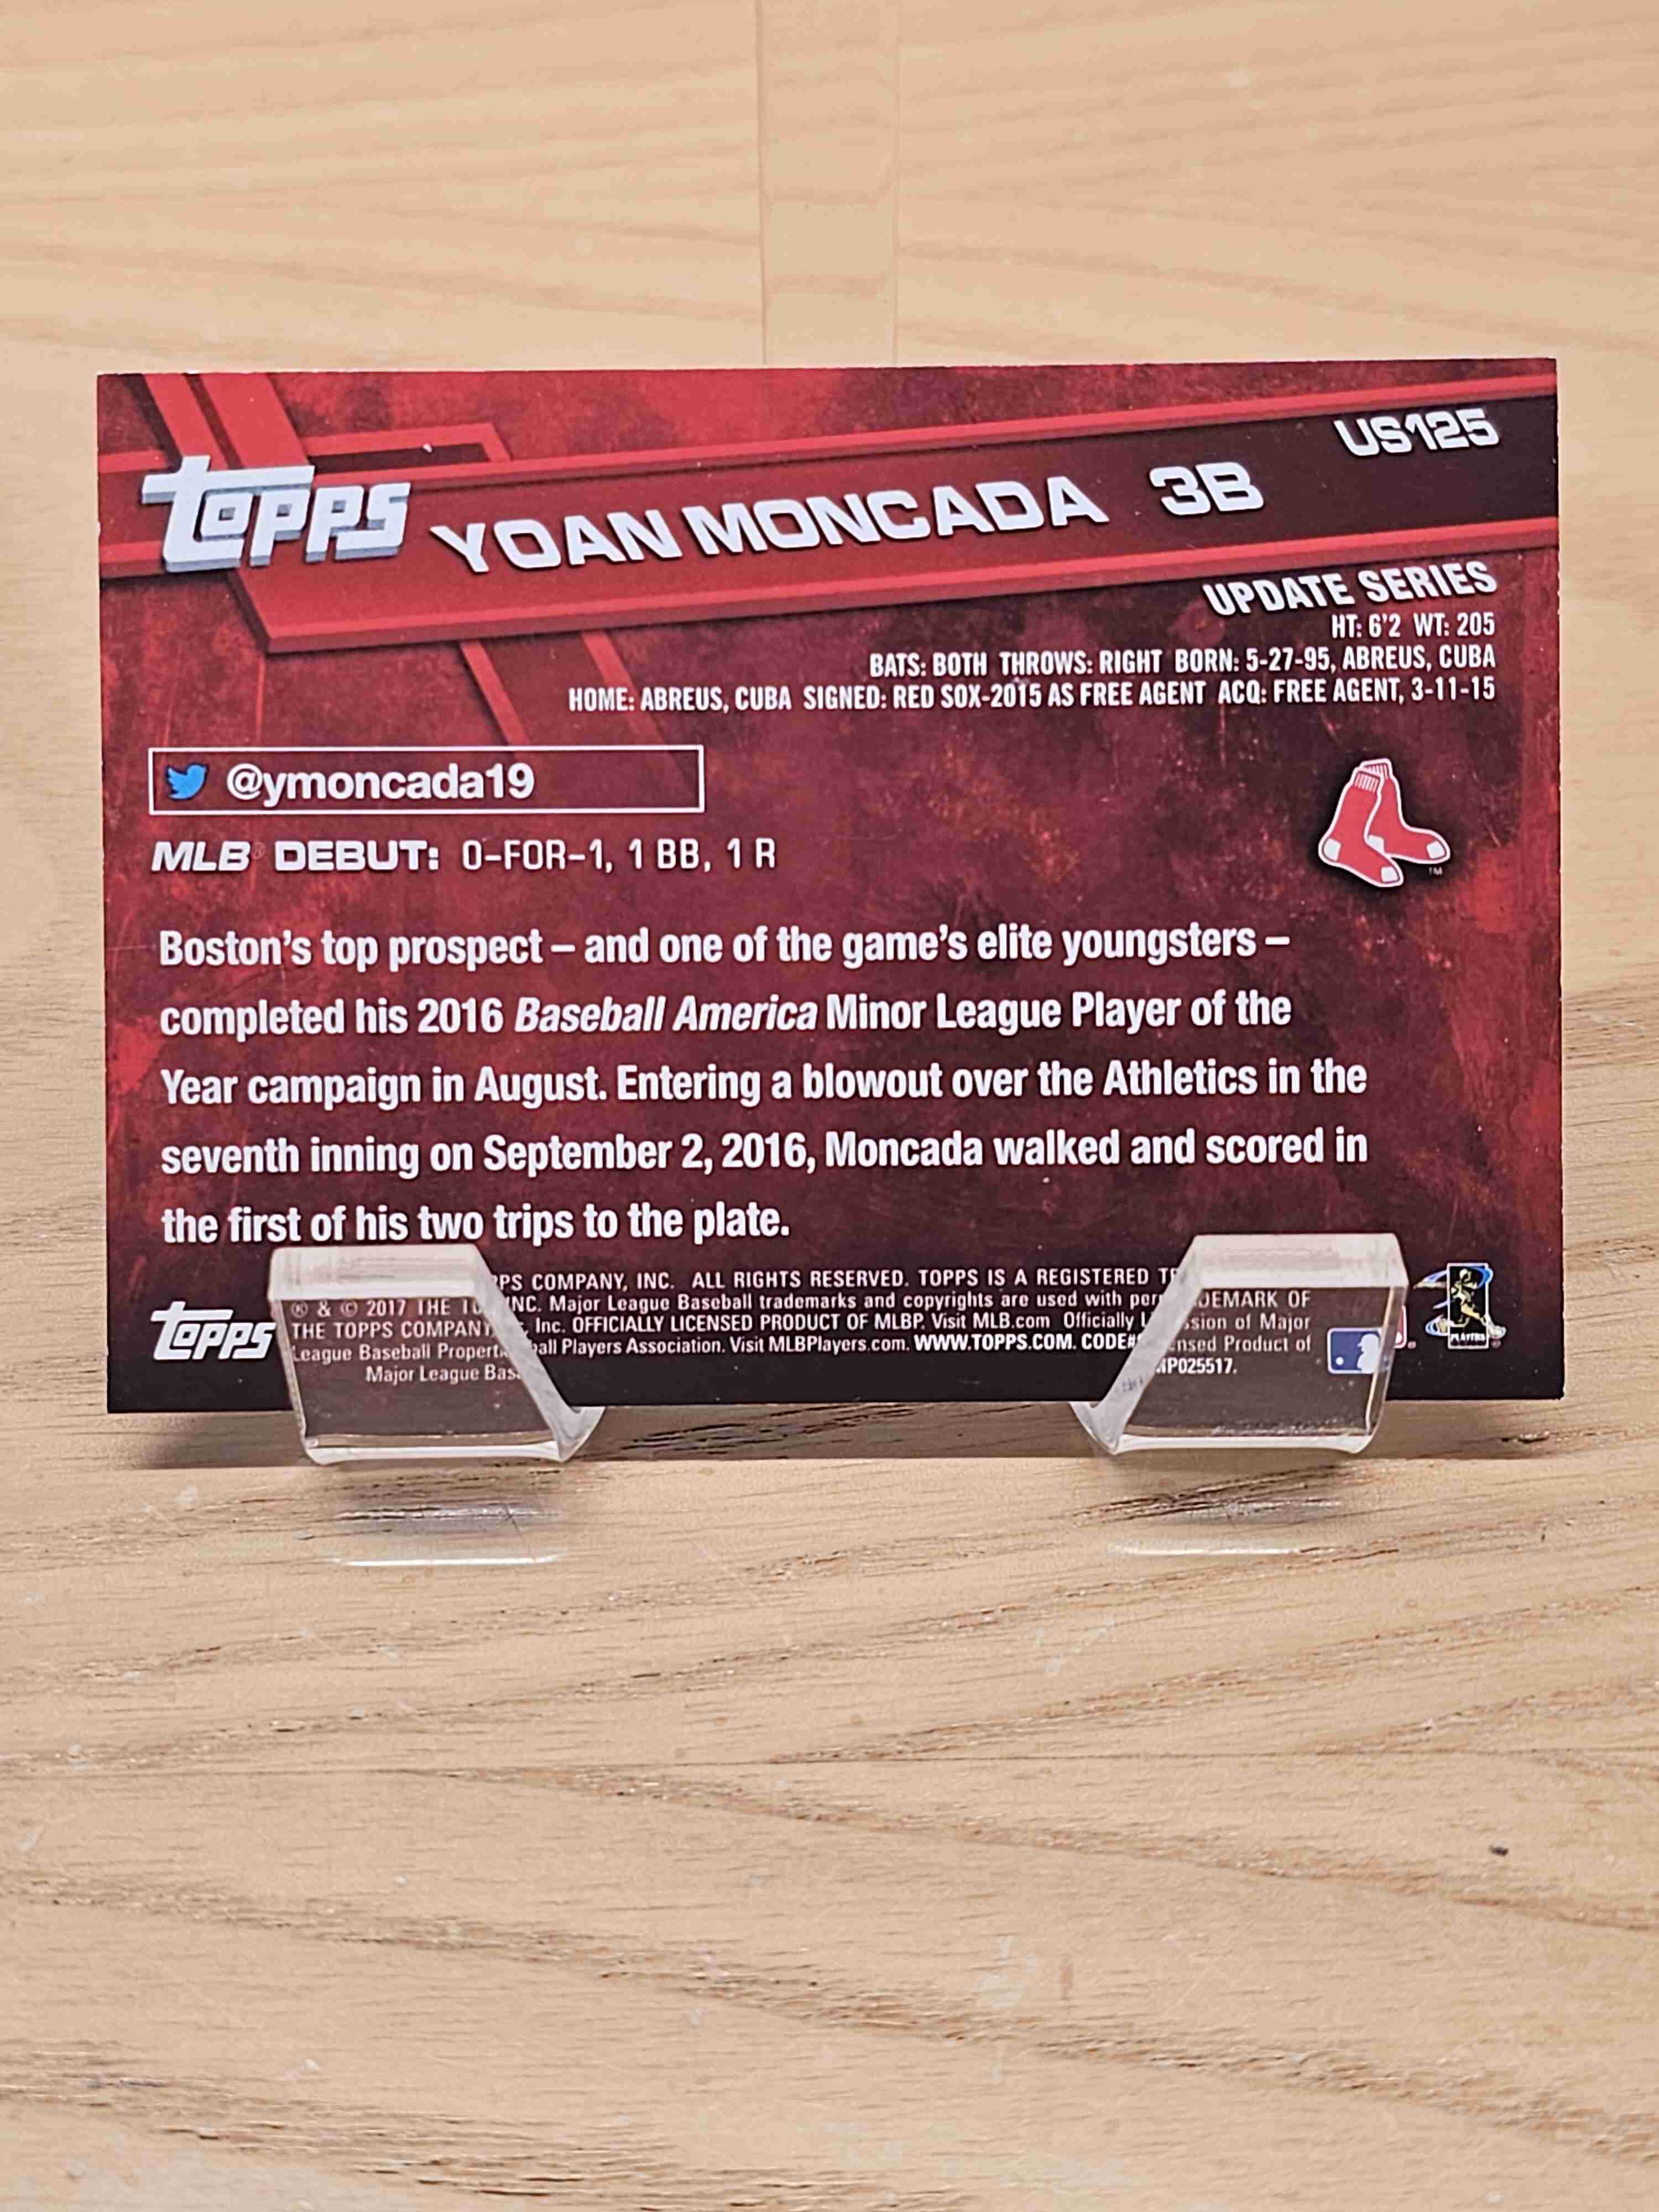 topps YOAN MONCADA 3B US125
UPDATE SERIES
HT: 6'2 WT: 205
BATS: BOTH THROWS: RIGHT BORN: 5-27-95, ABREUS, CUBA
HOME: ABREUS, CUBA SIGNED: RED SOX-2015 AS FREE AGENT ACQ: FREE AGENT, 3-11-15
@ymoncada19
MLB® DEBUT: 0-FOR-1, 1 BB, 1 R
TM
Boston's top prospect – and one of the game's elite youngsters –
completed his 2016 Baseball America Minor League Player of the
Year campaign in August. Entering a blowout over the Athletics in the
seventh inning on September 2, 2016, Moncada walked and scored in
the first of his two trips to the plate.
topps
® & © 2017 THE COMPANY, INC. ALL RIGHTS RESERVED. TOPPS IS A REGISTERED
THE TOPPS INC. Major League Baseball trademarks and copyrights are used with of Major
League Baseball Inc. OFFICIALLY LICENSED PRODUCT OF MLBP. Visit MLB.com Officially Product of
Major League Players Association. Visit MLBPlayers.com. WWW.TOPPS.COM. CODE#
PLAYERS